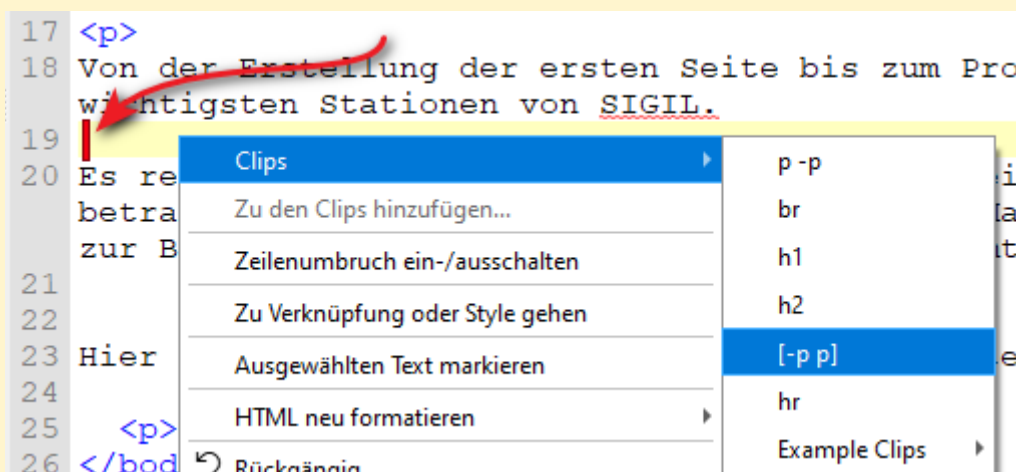 17 <p>
18 Von der Erstellung der ersten Seite bis zum Pro
wichtigsten Stationen von SIGIL.
19
20 Es re
betra
zur B
21
22
23 Hier
24
25 <p>
26 </bod
Clips
Zu den Clips hinzufügen...
Zeilenumbruch ein-/ausschalten
Zu Verknüpfung oder Style gehen
Ausgewählten Text markieren
HTML neu formatieren
Rückgängig
p -p
br
h1
h2
[-p p]
hr
Example Clips